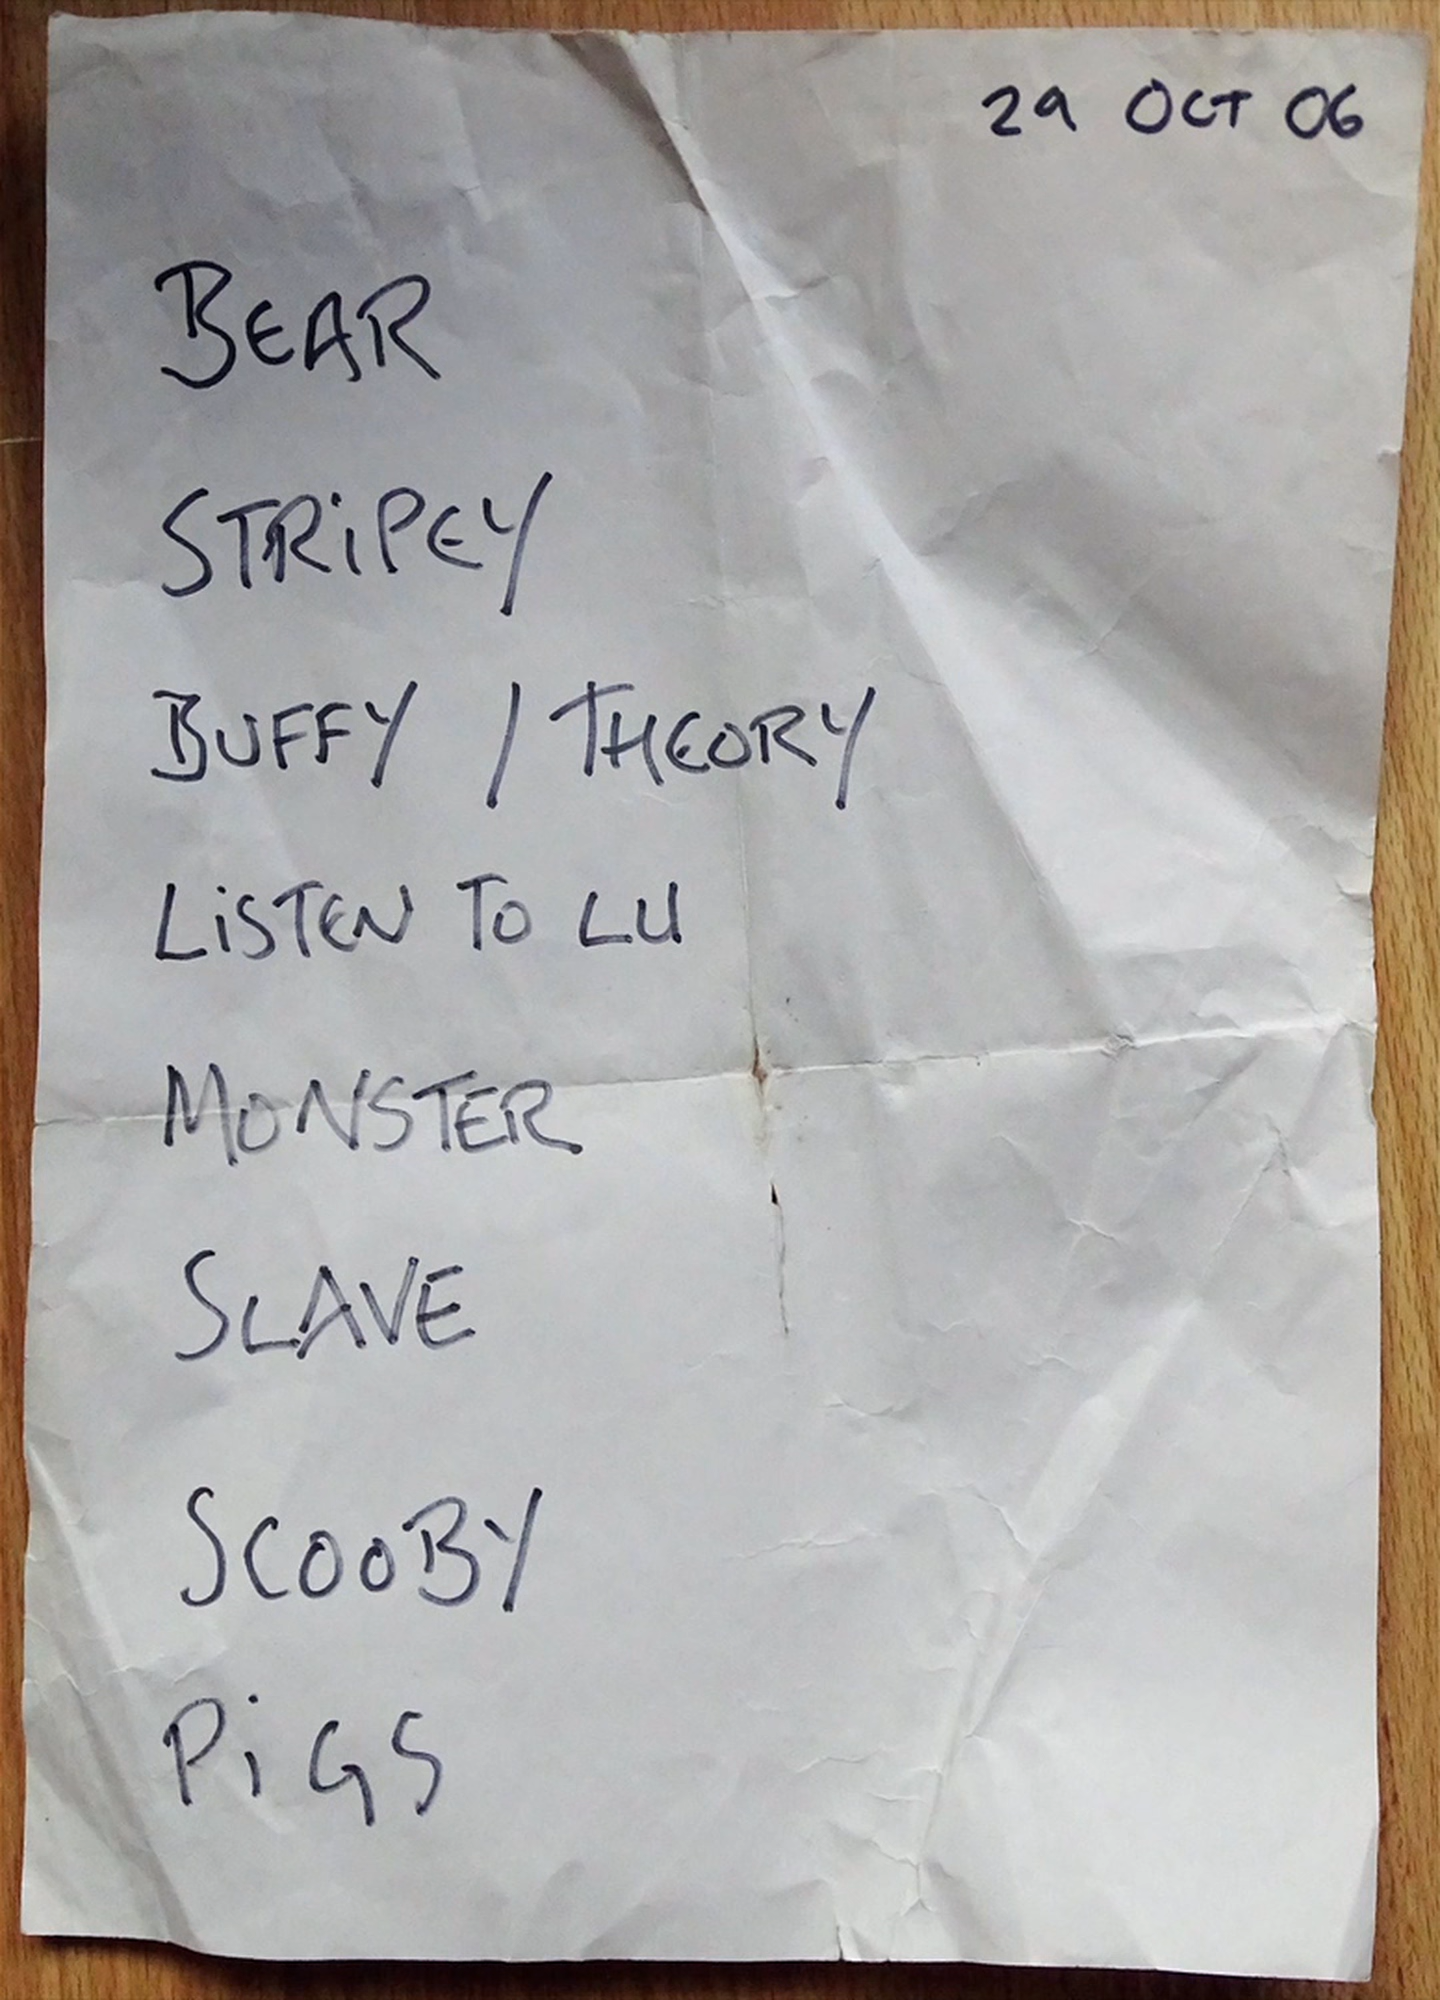 29 OCT 06
BEAR
STRiPEY
BUFFY / THEORY
LiSTEN TO LU
MONSTER
SLAVE
SCOOBY
PiGS